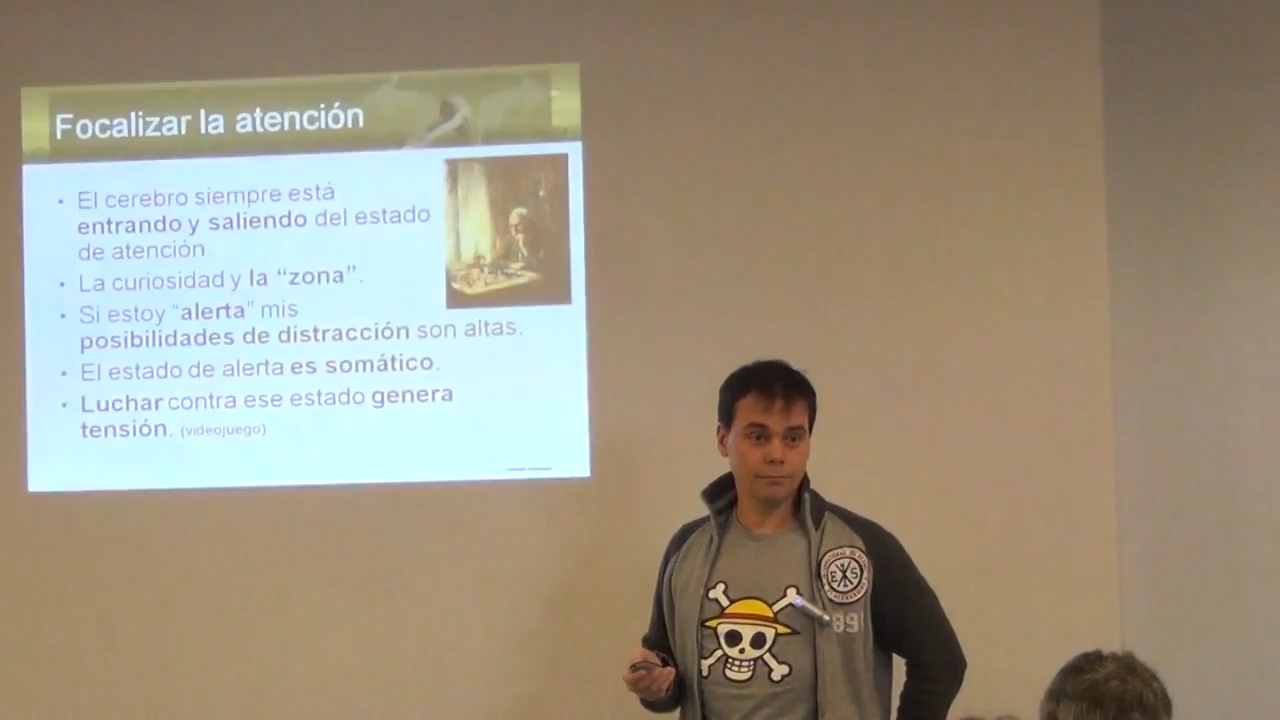 Focalizar la atención
• El cerebro siempre está
entrando y saliendo del estado
de atención.
• La curiosidad y la “zona”.
• Si estoy “alerta” mis
posibilidades de distracción son altas.
• El estado de alerta es somático.
• Luchar contra ese estado genera
tensión. (videojuego)
E S
89